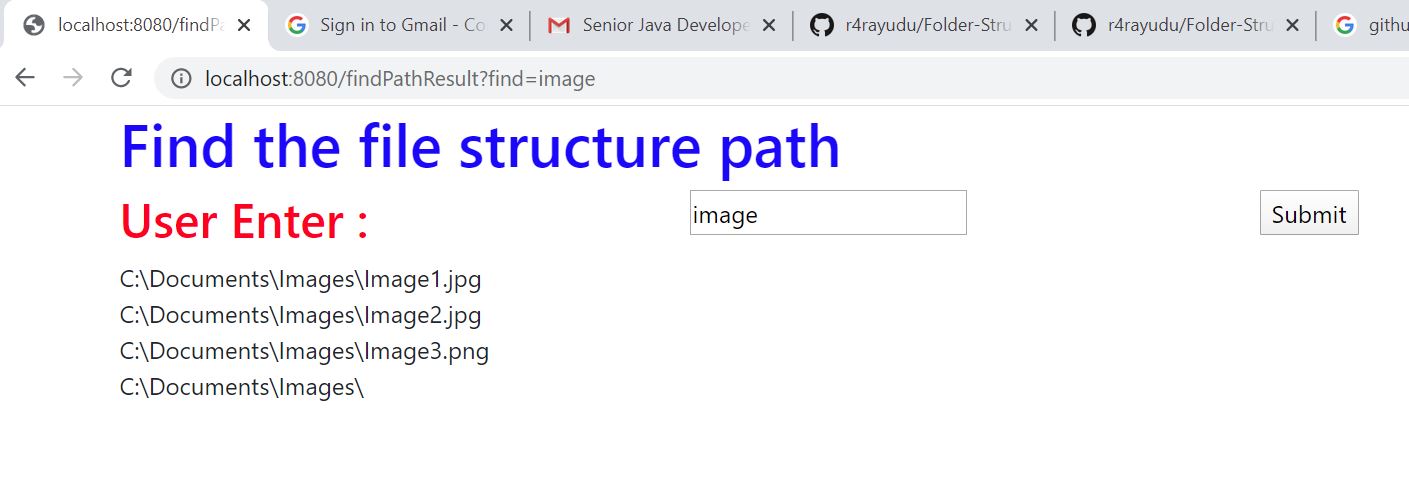 localhost:8080/findPa
Sign in to Gmail - Co
Senior Java Develope
r4rayudu/Folder-Stru
r4rayudu/Folder-Stru
githu
localhost:8080/findPathResult?find=image
Find the file structure path
User Enter : image Submit
C:\Documents\Images\Image1.jpg
C:\Documents\Images\Image2.jpg
C:\Documents\Images\Image3.png
C:\Documents\Images\